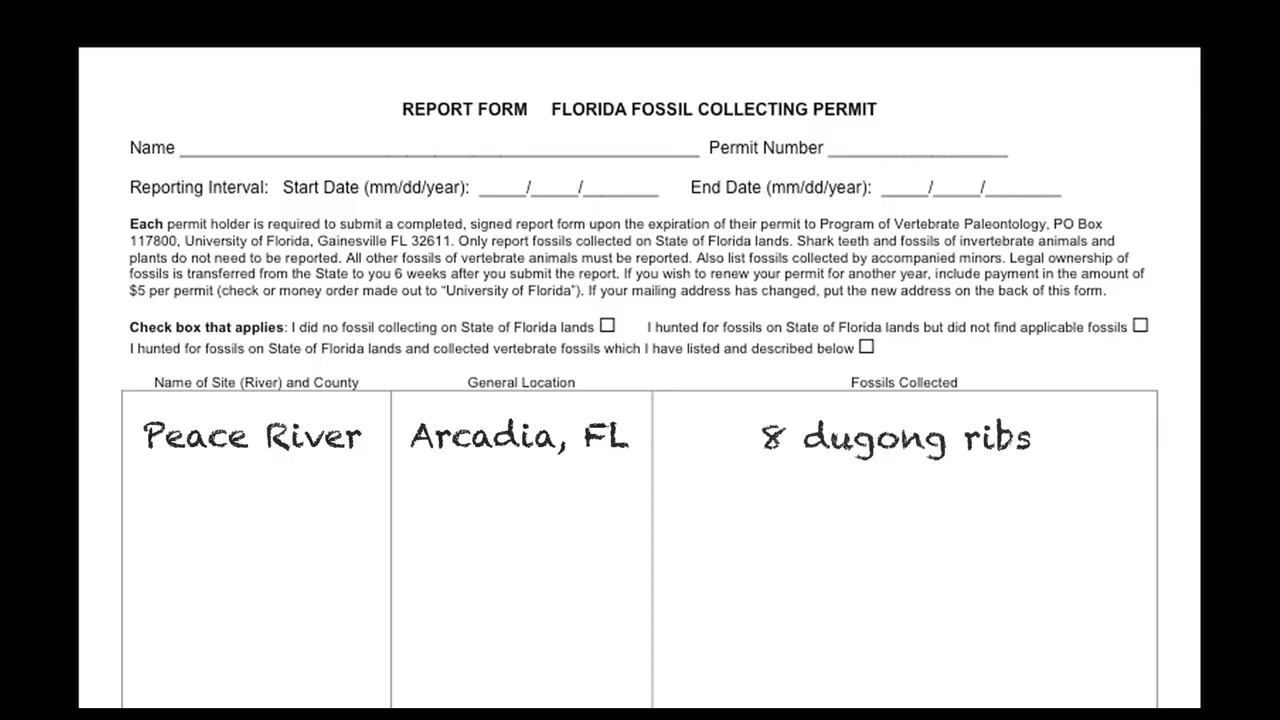 REPORT FORM FLORIDA FOSSIL COLLECTING PERMIT
Name ____ Permit Number ____
Reporting Interval: Start Date (mm/dd/year): ____/____/____ End Date (mm/dd/year): ____/____/____
Each permit holder is required to submit a completed, signed report form upon the expiration of their permit to Program of Vertebrate Paleontology, PO Box
117800, University of Florida, Gainesville FL 32611. Only report fossils collected on State of Florida lands. Shark teeth and fossils of invertebrate animals and
plants do not need to be reported. All other fossils of vertebrate animals must be reported. Also list fossils collected by accompanied minors. Legal ownership of
fossils is transferred from the State to you 6 weeks after you submit the report. If you wish to renew your permit for another year, include payment in the amount of
$5 per permit (check or money order made out to “University of Florida”). If your mailing address has changed, put the new address on the back of this form.
Check box that applies: I did no fossil collecting on State of Florida lands ☐ I hunted for fossils on State of Florida lands but did not find applicable fossils ☐
I hunted for fossils on State of Florida lands and collected vertebrate fossils which I have listed and described below ☐
Name of Site (River) and County General Location Fossils Collected
Peace River Arcadia, FL 8 dugong ribs